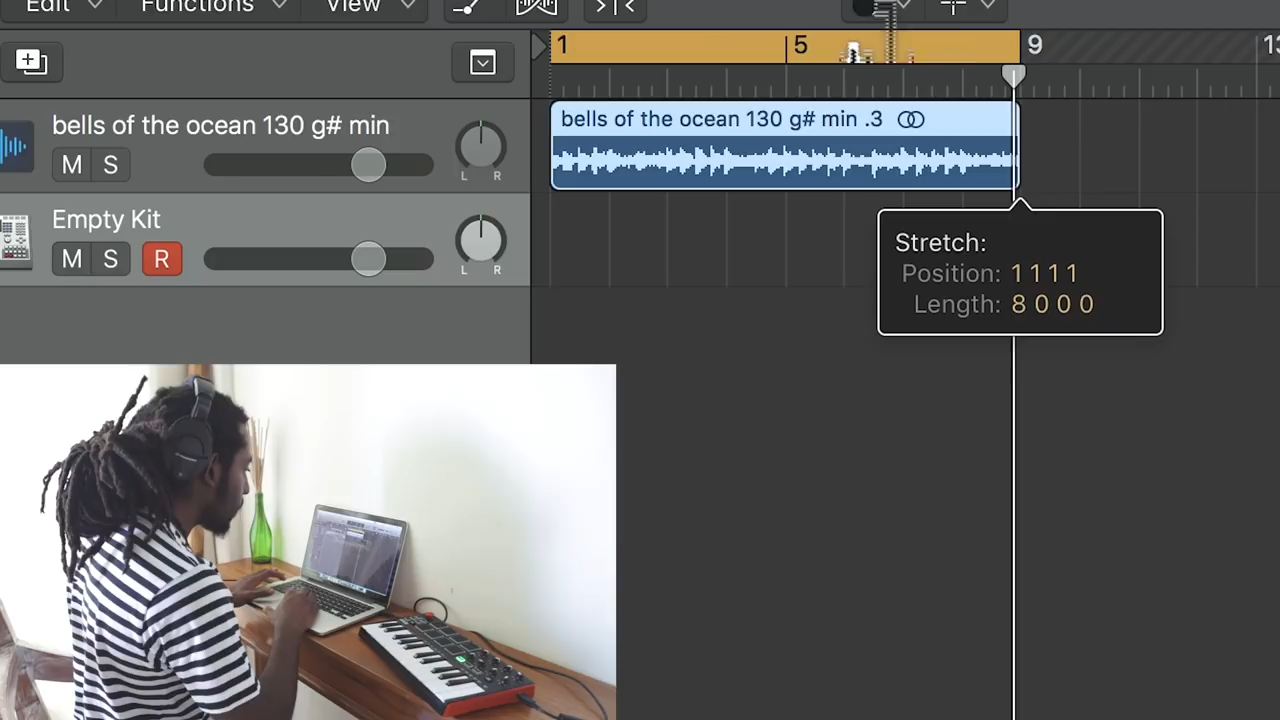 Edit Functions View
1 5 9 13
bells of the ocean 130 g# min
M S
L R
bells of the ocean 130 g# min .3
Empty Kit
M S R
L R
Stretch:
Position: 1 1 1 1
Length: 8 0 0 0